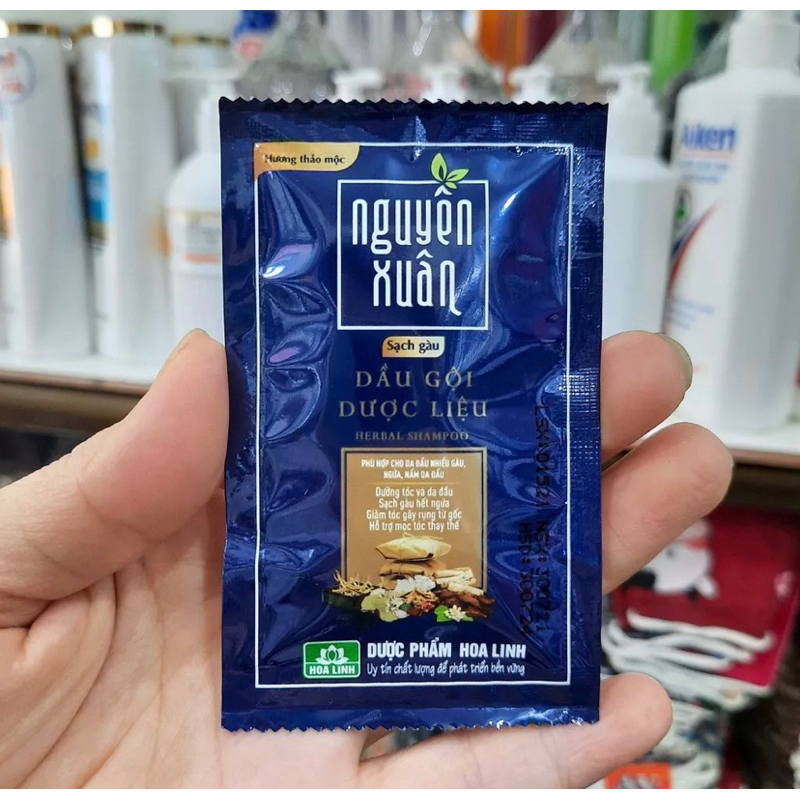 Hương thảo mộc
nguyên
xuân
Sạch gàu
DẦU GỘI
DƯỢC LIỆU
HERBAL SHAMPOO
PHÙ HỢP CHO DA ĐẦU NHIỀU GÀU,
NGỨA, NẤM DA ĐẦU
Dưỡng tóc và da đầu
Sạch gàu hết ngứa
Giảm tóc gãy rụng từ gốc
Hỗ trợ mọc tóc thay thế
HOA LINH
DƯỢC PHẨM HOA LINH
Uy tín chất lượng để phát triển bền vững
Aiken